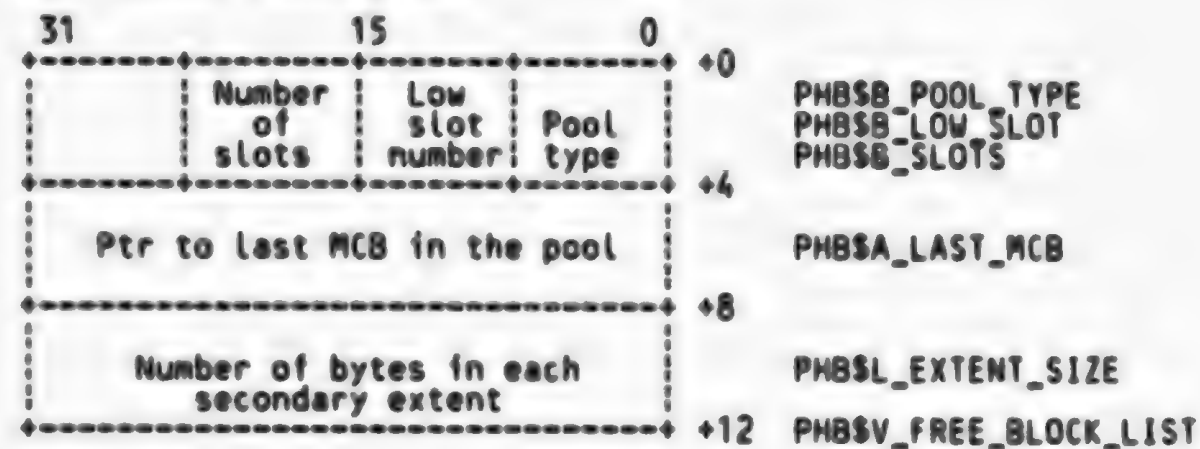 31 15 0
+0
Number Low PHB$B_POOL_TYPE
of slot Pool PHB$B_LOW_SLOT
slots number type PHB$B_SLOTS
+4
Ptr to last MCB in the pool PHB$A_LAST_MCB
+8
Number of bytes in each PHB$L_EXTENT_SIZE
secondary extent
+12 PHB$V_FREE_BLOCK_LIST